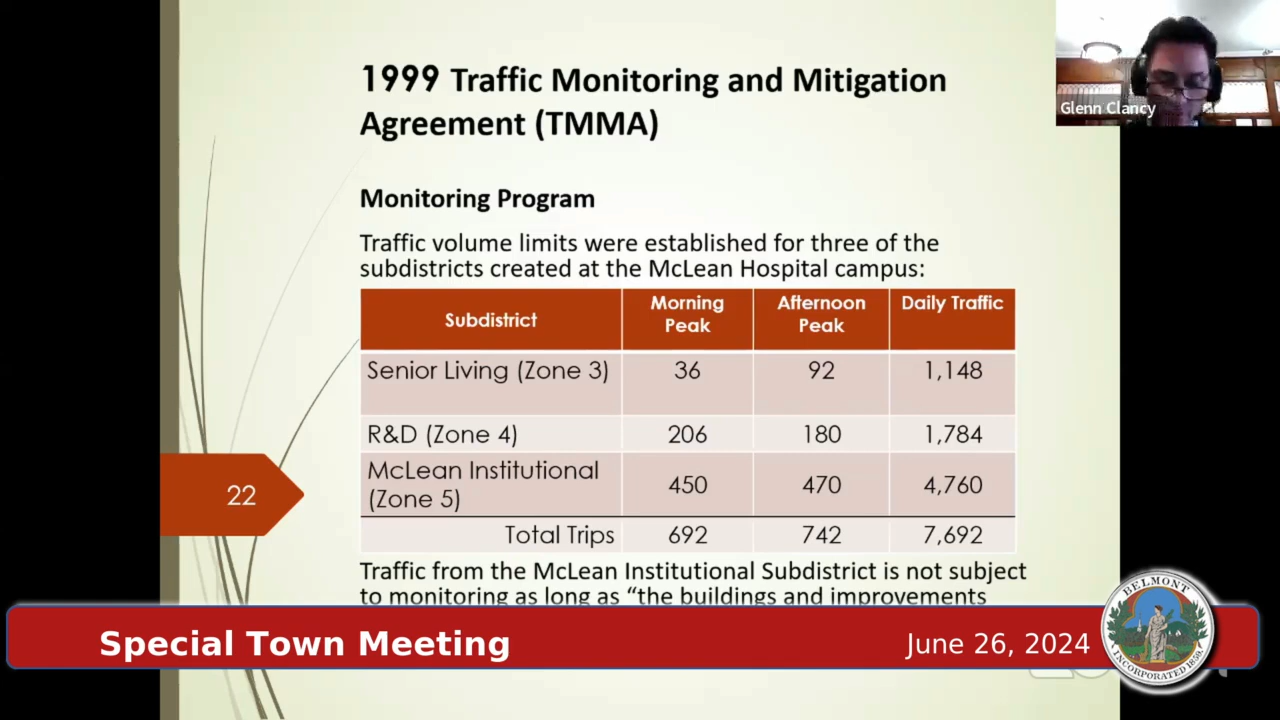 1999 Traffic Monitoring and Mitigation
Agreement (TMMA)
Glenn Clancy
Monitoring Program
Traffic volume limits were established for three of the
subdistricts created at the McLean Hospital campus:
Subdistrict Morning Peak Afternoon Peak Daily Traffic
Senior Living (Zone 3) 36 92 1,148
R&D (Zone 4) 206 180 1,784
McLean Institutional (Zone 5) 450 470 4,760
Total Trips 692 742 7,692
22
Traffic from the McLean Institutional Subdistrict is not subject
to monitoring as long as “the buildings and improvements
Special Town Meeting
June 26, 2024
BELMONT
INCORPORATED 1859.